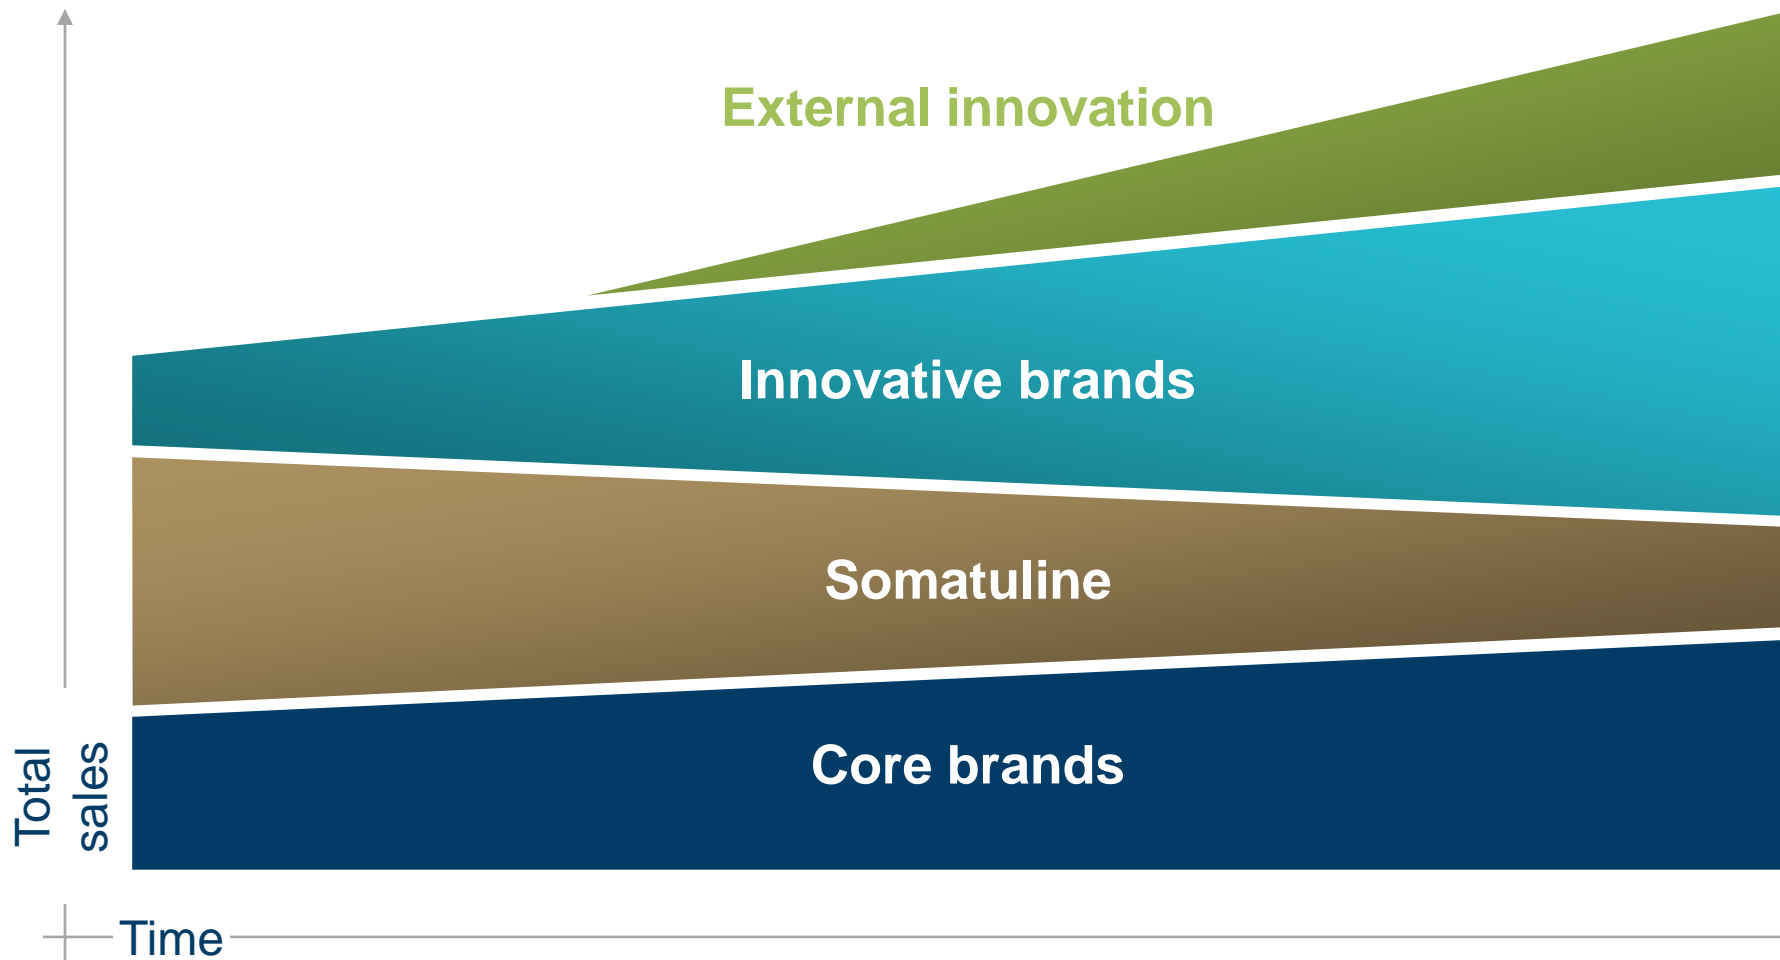 External innovation
Innovative brands
Somatuline
Core brands
Total
sales
Time